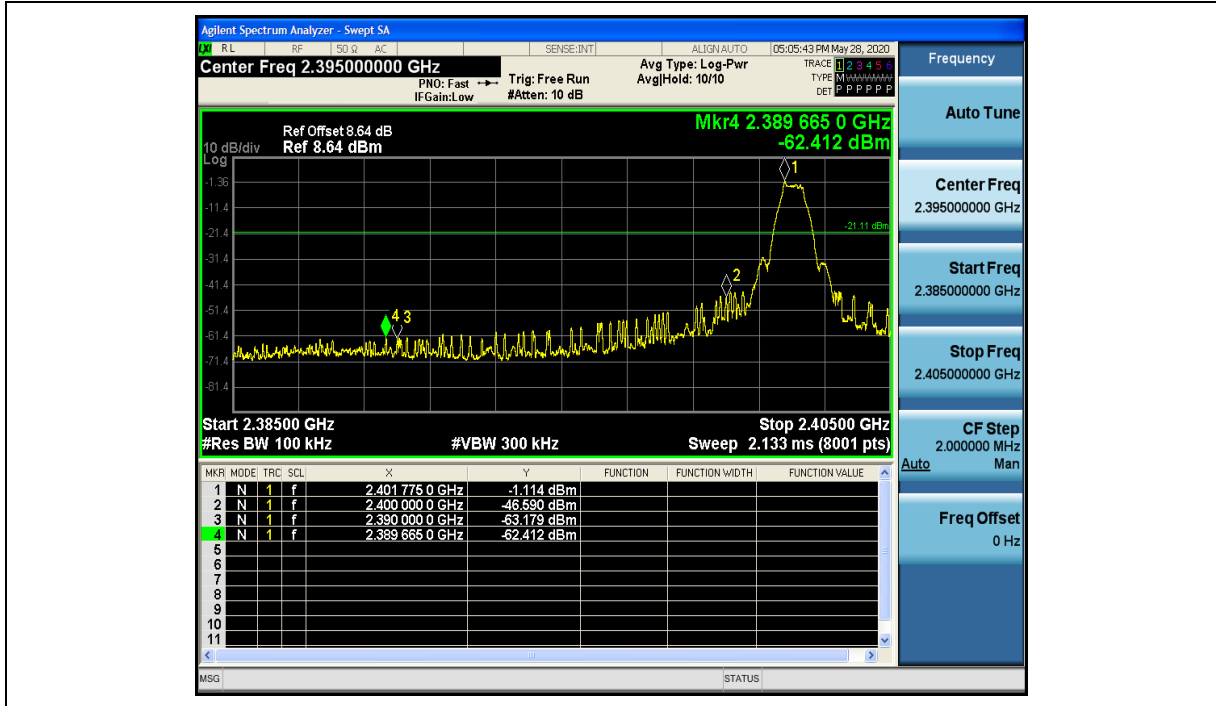 Agilent Spectrum Analyzer - Swept SA
LXI RL RF 50 Ω AC SENSE:INT ALIGN AUTO 05:05:43 PM May 28, 2020
Center Freq 2.395000000 GHz
PNO: Fast
IFGain:Low
Trig: Free Run
#Atten: 10 dB
Avg Type: Log-Pwr
Avg|Hold: 10/10
TRACE 1 2 3 4 5 6
TYPE M WWWWW
DET P P P P P P
Mkr4 2.389 665 0 GHz
-62.412 dBm
Ref Offset 8.64 dB
10 dB/div Ref 8.64 dBm
Log
-1.36
-11.4
-21.4
-31.4
-41.4
-51.4
-61.4
-71.4
-81.4
1
-21.11 dBm
2
4 3
Start 2.38500 GHz Stop 2.40500 GHz
#Res BW 100 kHz #VBW 300 kHz Sweep 2.133 ms (8001 pts)
MKR MODE TRC SCL X Y FUNCTION FUNCTION WIDTH FUNCTION VALUE
1 N 1 f 2.401 775 0 GHz -1.114 dBm
2 N 1 f 2.400 000 0 GHz -46.590 dBm
3 N 1 f 2.390 000 0 GHz -63.179 dBm
4 N 1 f 2.389 665 0 GHz -62.412 dBm
5
6
7
8
9
10
11
MSG STATUS
Frequency
Auto Tune
Center Freq
2.395000000 GHz
Start Freq
2.385000000 GHz
Stop Freq
2.405000000 GHz
CF Step
2.000000 MHz
Auto Man
Freq Offset
0 Hz